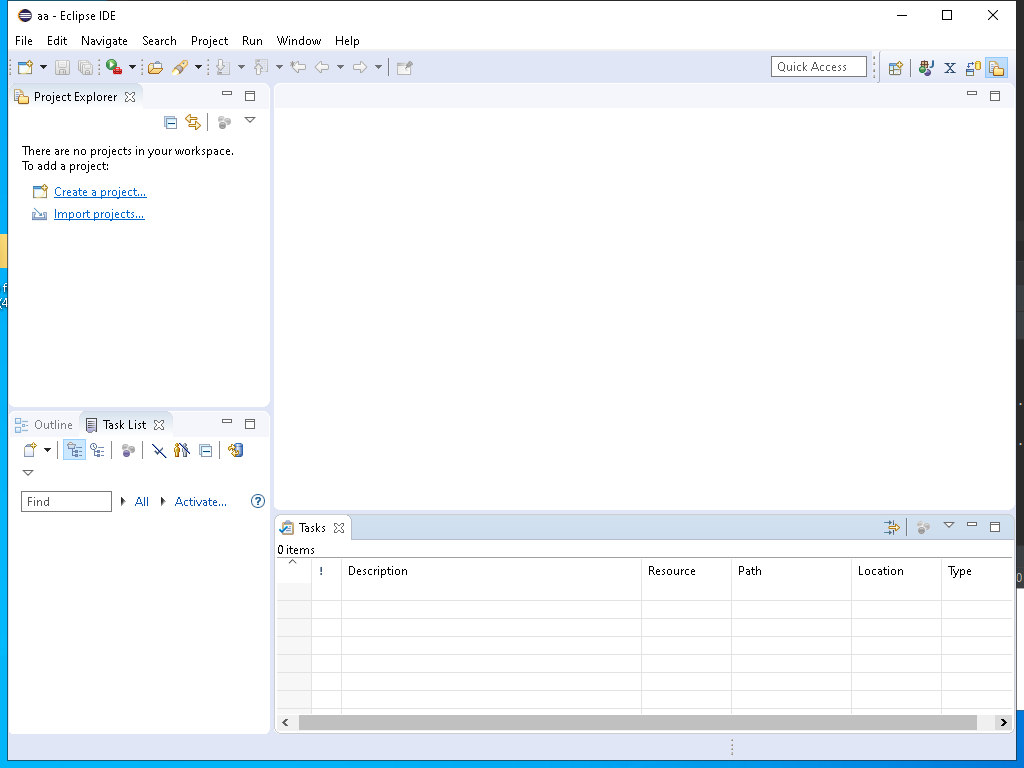 aa - Eclipse IDE
File Edit Navigate Search Project Run Window Help
Quick Access
X
Project Explorer
There are no projects in your workspace.
To add a project:
Create a project...
Import projects...
Outline Task List
Find All Activate... ?
Tasks
0 items
! Description Resource Path Location Type